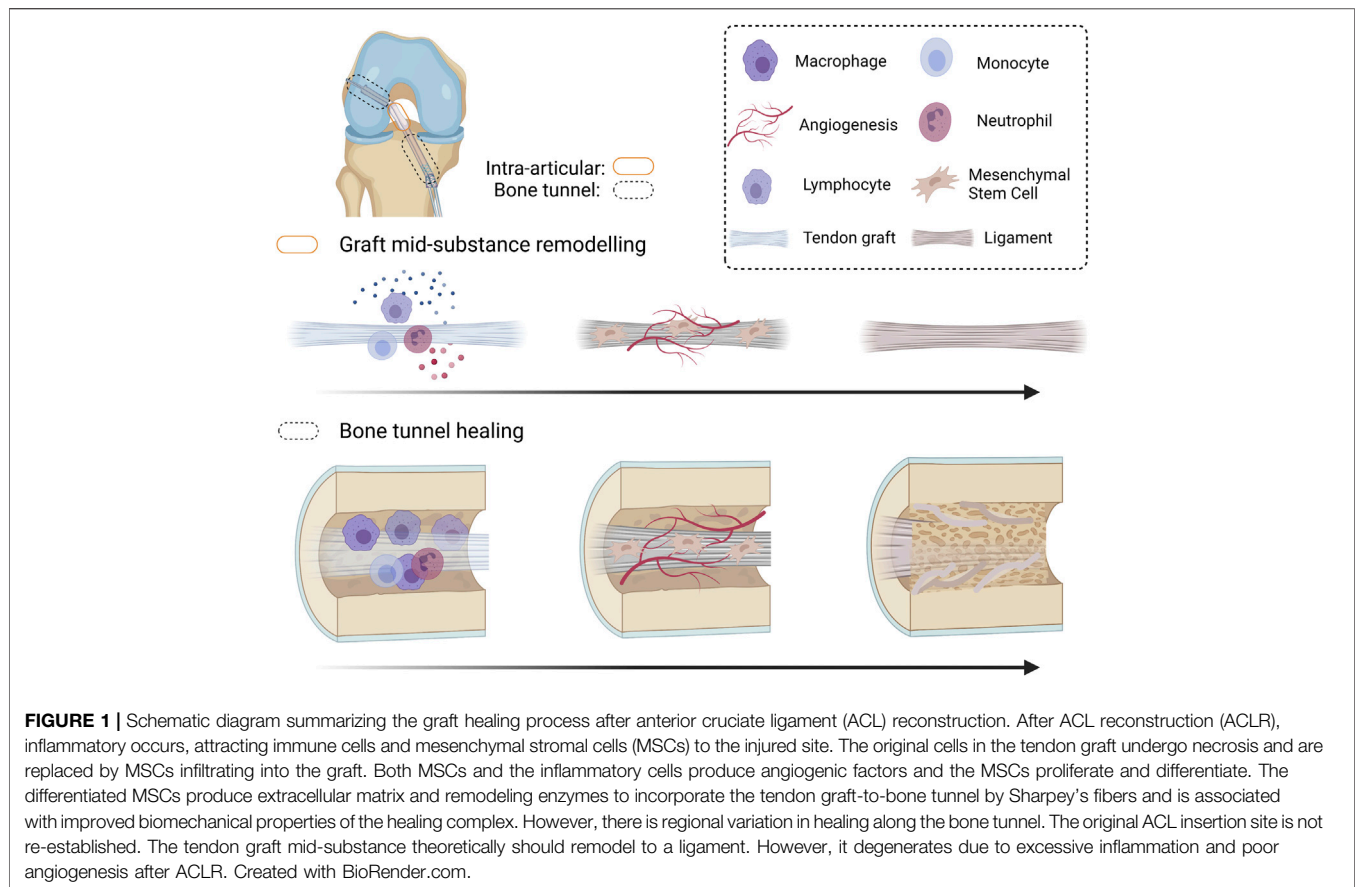 Macrophage
Monocyte
Angiogenesis
Neutrophil
Lymphocyte
Mesenchymal
Stem Cell
Tendon graft
Ligament
Intra-articular:
Bone tunnel:
Graft mid-substance remodelling
Bone tunnel healing
FIGURE 1 | Schematic diagram summarizing the graft healing process after anterior cruciate ligament (ACL) reconstruction. After ACL reconstruction (ACLR),
inflammatory occurs, attracting immune cells and mesenchymal stromal cells (MSCs) to the injured site. The original cells in the tendon graft undergo necrosis and are
replaced by MSCs infiltrating into the graft. Both MSCs and the inflammatory cells produce angiogenic factors and the MSCs proliferate and differentiate. The
differentiated MSCs produce extracellular matrix and remodeling enzymes to incorporate the tendon graft-to-bone tunnel by Sharpey's fibers and is associated
with improved biomechanical properties of the healing complex. However, there is regional variation in healing along the bone tunnel. The original ACL insertion site is not
re-established. The tendon graft mid-substance theoretically should remodel to a ligament. However, it degenerates due to excessive inflammation and poor
angiogenesis after ACLR. Created with BioRender.com.